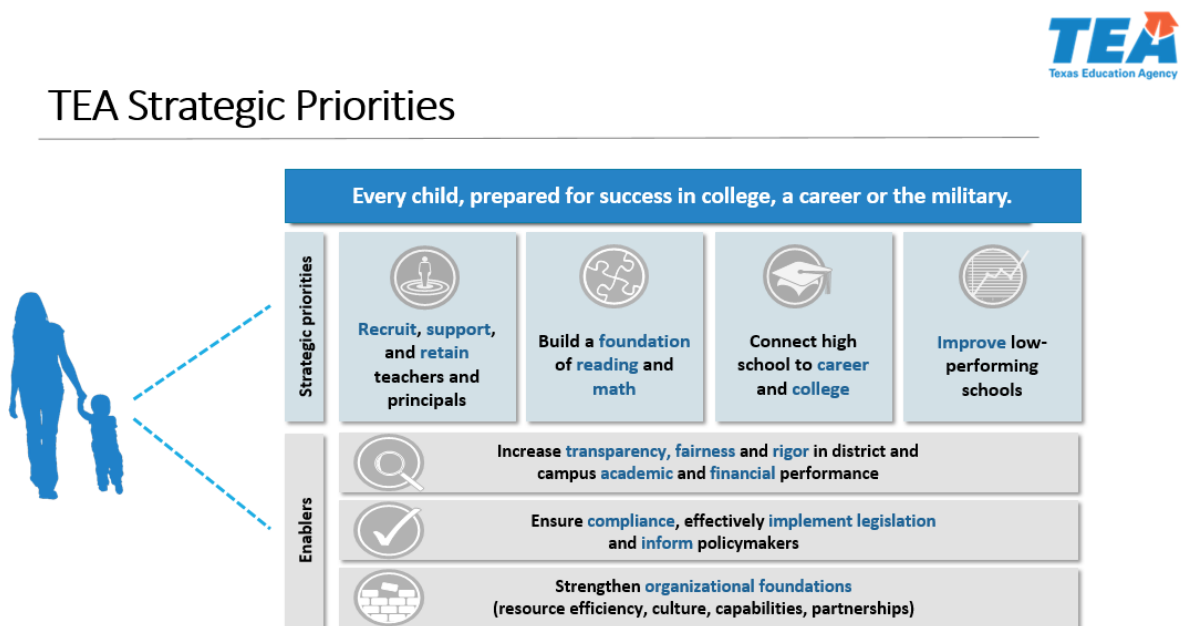 TEA
Texas Education Agency
TEA Strategic Priorities
Every child, prepared for success in college, a career or the military.
Strategic priorities
Recruit, support,
and retain
teachers and
principals
Build a foundation
of reading and
math
Connect high
school to career
and college
Improve low-
performing
schools
Enablers
Increase transparency, fairness and rigor in district and
campus academic and financial performance
Ensure compliance, effectively implement legislation
and inform policymakers
Strengthen organizational foundations
(resource efficiency, culture, capabilities, partnerships)